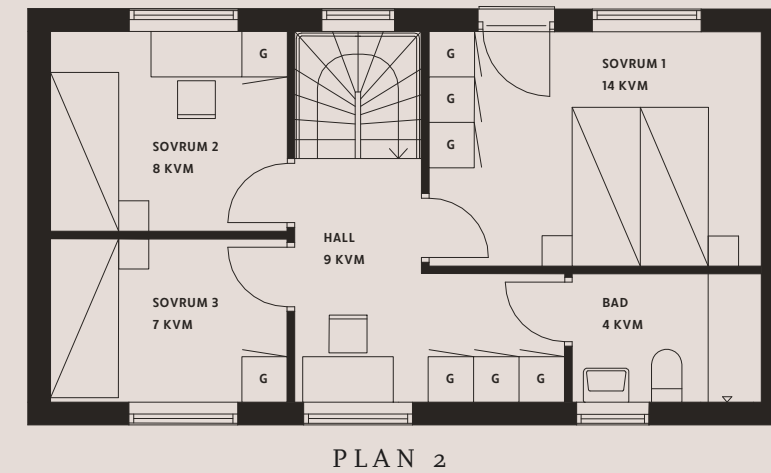 G
G
SOVRUM 1
14 KVM
G
SOVRUM 2
8 KVM
G
HALL
9 KVM
SOVRUM 3
7 KVM
BAD
4 KVM
G
G
G
G
PLAN 2